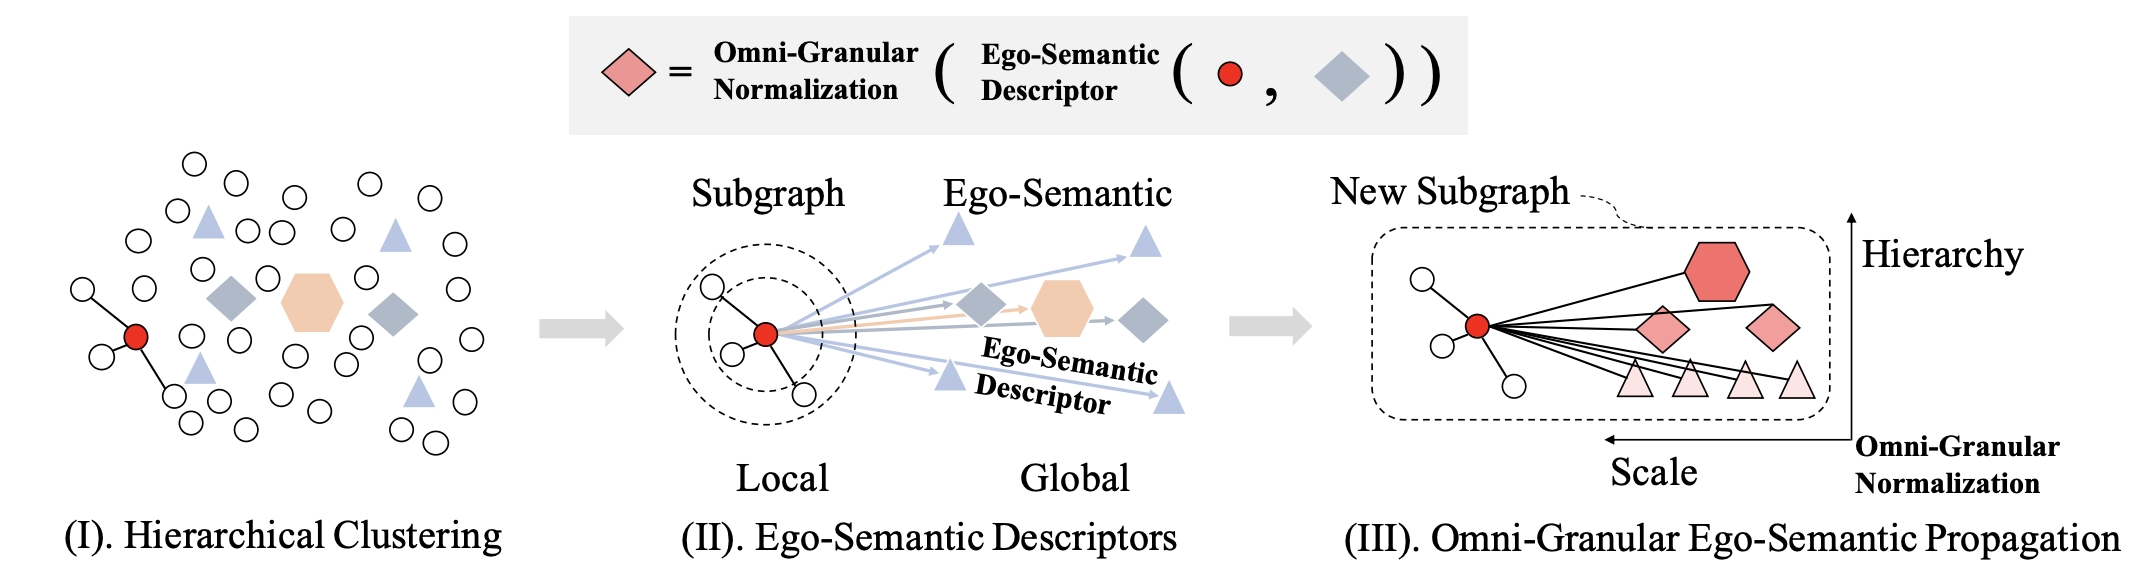 = Omni-Granular Normalization ( Ego-Semantic Descriptor ( , ) )
Subgraph
Ego-Semantic
Ego-Semantic
Descriptor
Local
Global
New Subgraph
Hierarchy
Scale
Omni-Granular
Normalization
(I). Hierarchical Clustering
(II). Ego-Semantic Descriptors
(III). Omni-Granular Ego-Semantic Propagation